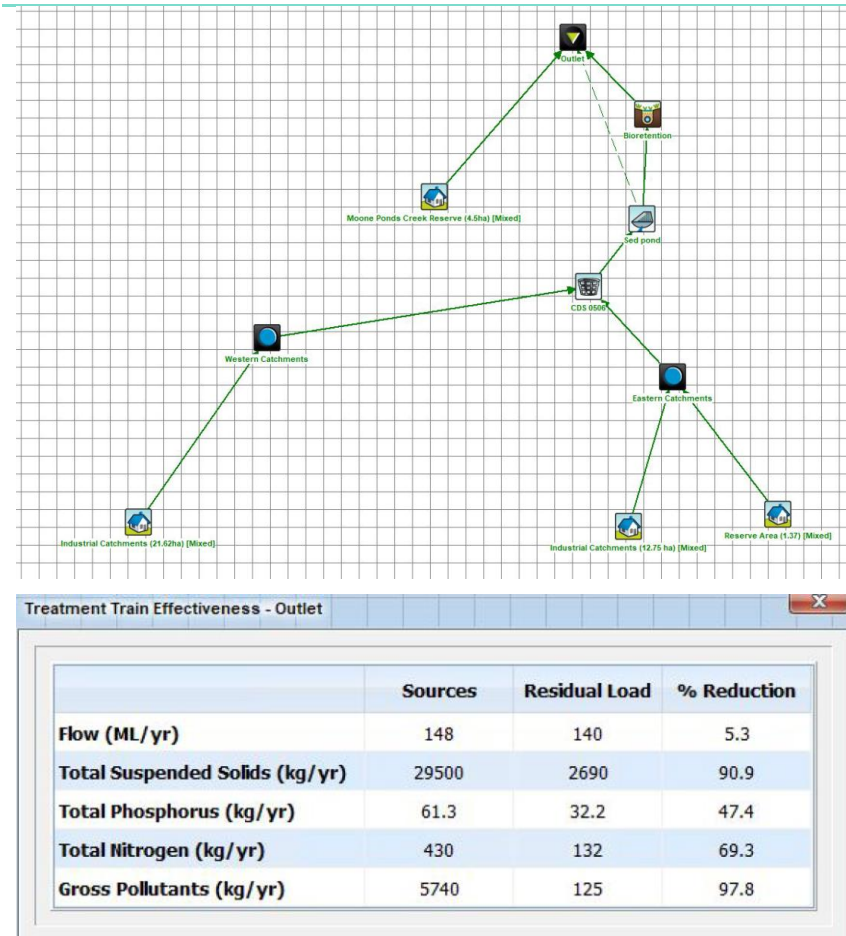 Outlet
Bioretention
Moone Ponds Creek Reserve (4.5ha) [Mixed]
Sed pond
CDS 0506
Western Catchments
Eastern Catchments
Industrial Catchments (21.62ha) [Mixed]
Industrial Catchments (12.75 ha) [Mixed]
Reserve Area (1.37) [Mixed]
Treatment Train Effectiveness - Outlet
X
Sources Residual Load % Reduction
Flow (ML/yr) 148 140 5.3
Total Suspended Solids (kg/yr) 29500 2690 90.9
Total Phosphorus (kg/yr) 61.3 32.2 47.4
Total Nitrogen (kg/yr) 430 132 69.3
Gross Pollutants (kg/yr) 5740 125 97.8